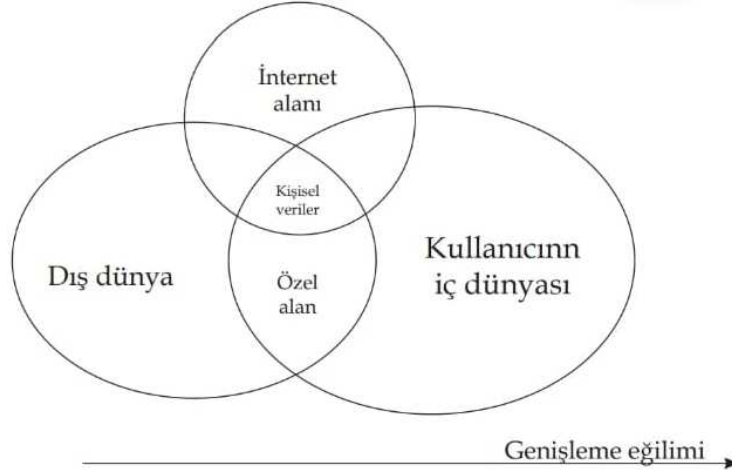 İnternet
alanı
Kişisel
veriler
Dış dünya
Kullanıcınn
iç dünyası
Özel
alan
Genişleme eğilimi